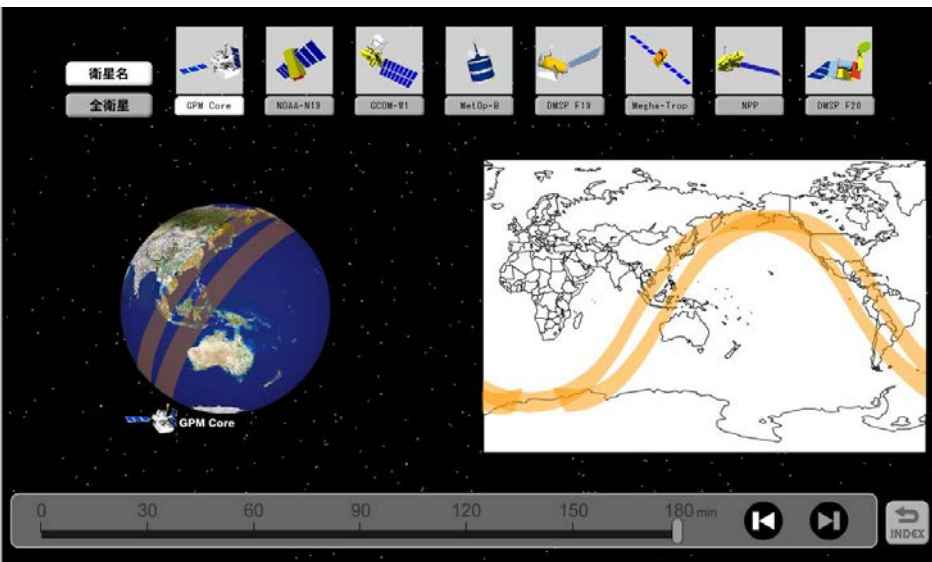 衛星名
全衛星
GPM Core
NOAA-N19
GCOM-W1
MetOp-B
DMSP F19
Megha-Trop
NPP
DMSP F20
GPM Core
0
30
60
90
120
150
180 min
INDEX